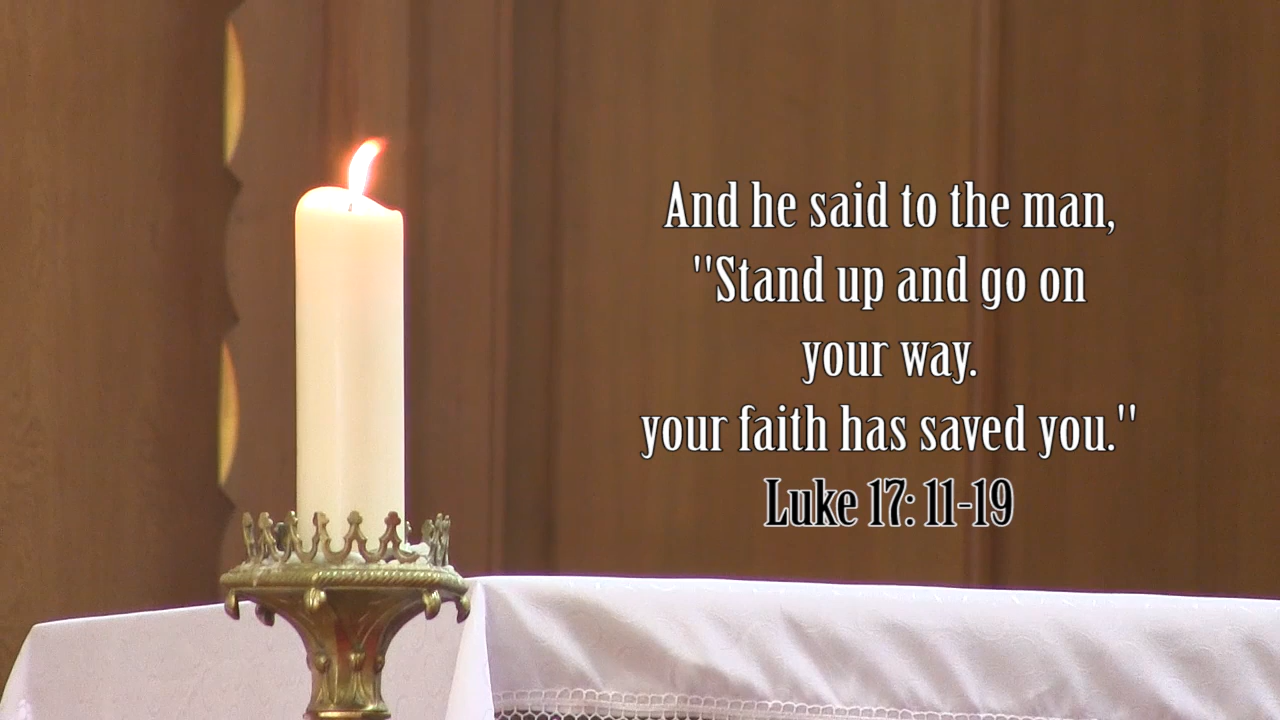 And he said to the man,
"Stand up and go on
your way.
your faith has saved you."
Luke 17: 11-19